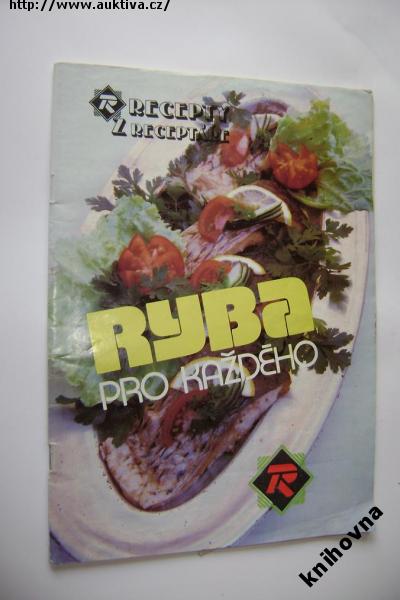 http://www.auktiva.cz/
R RECEPTY
Z RECEPTÁŘE
RYBA
PRO KAŽDÉHO
R
knihovna